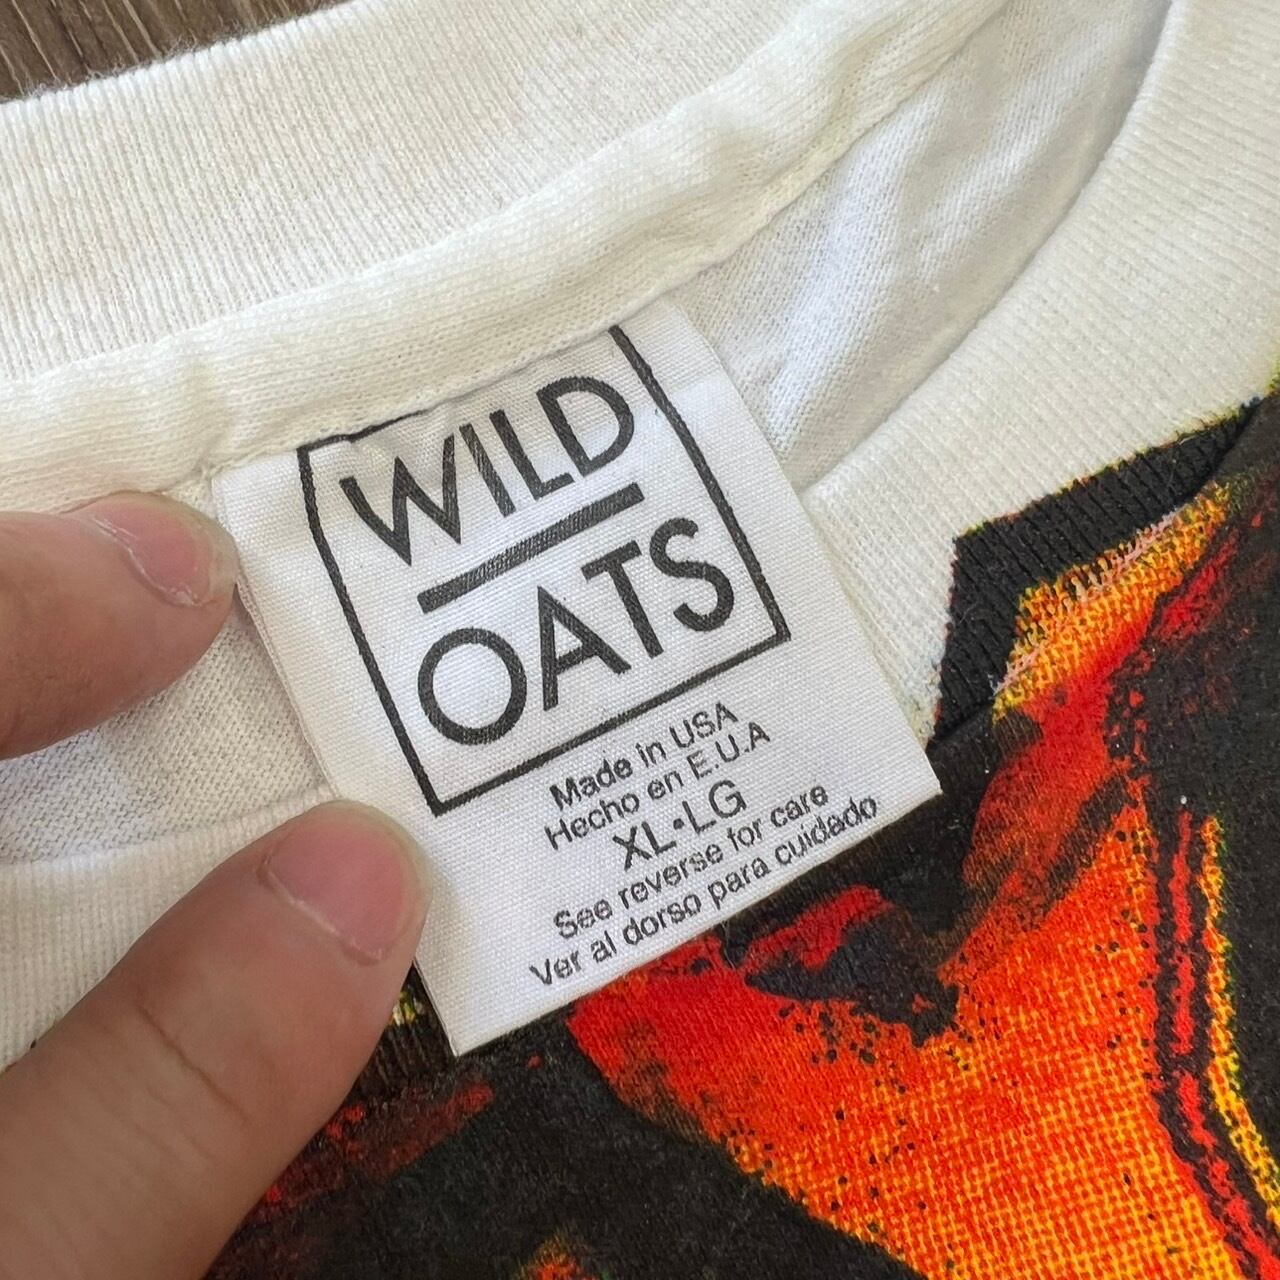 WILD
OATS
Made in USA
Hecho en E.U.A
XL•LG
See reverse for care
Ver al dorso para cuidado